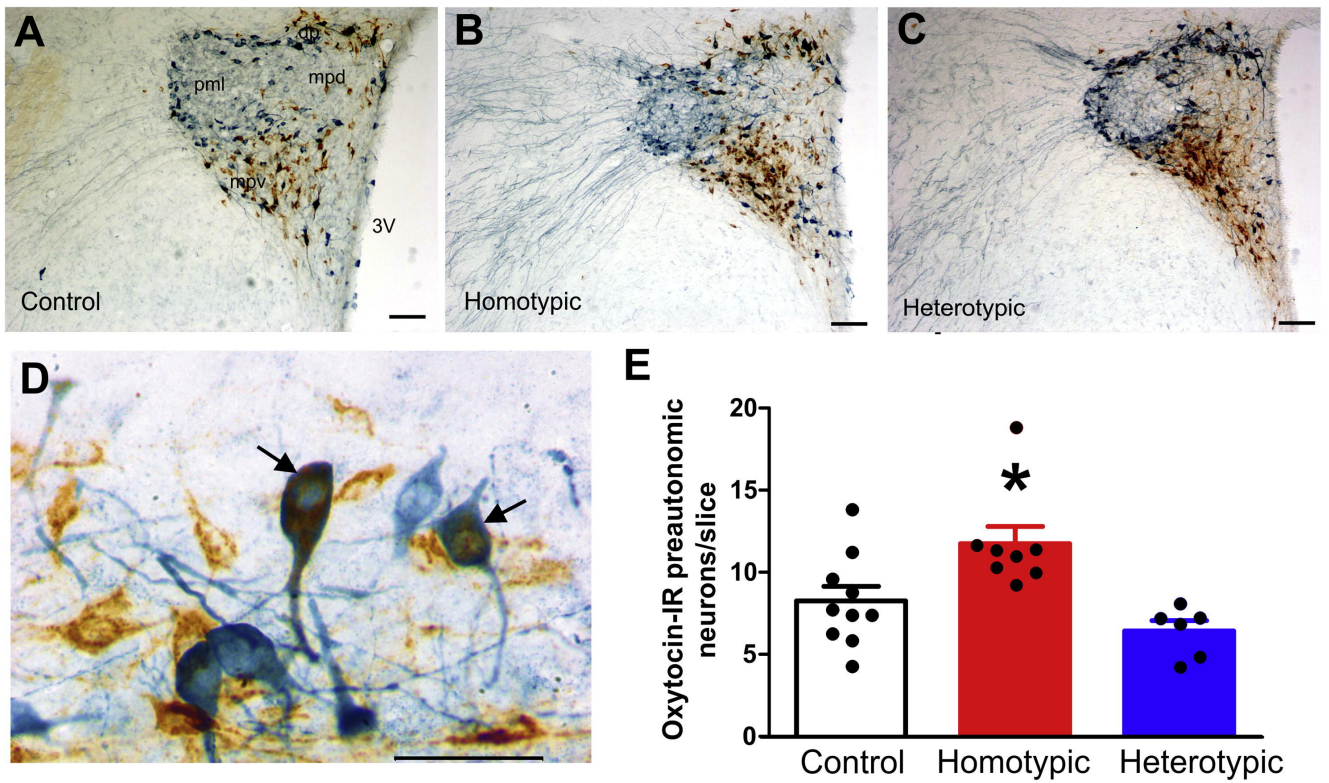 A
dp
pml
mpd
mpv
3V
Control
B
Homotypic
C
Heterotypic
D
E
Oxytocin-IR preautonomic
neurons/slice
20
15
10
5
0
*
Control
Homotypic
Heterotypic